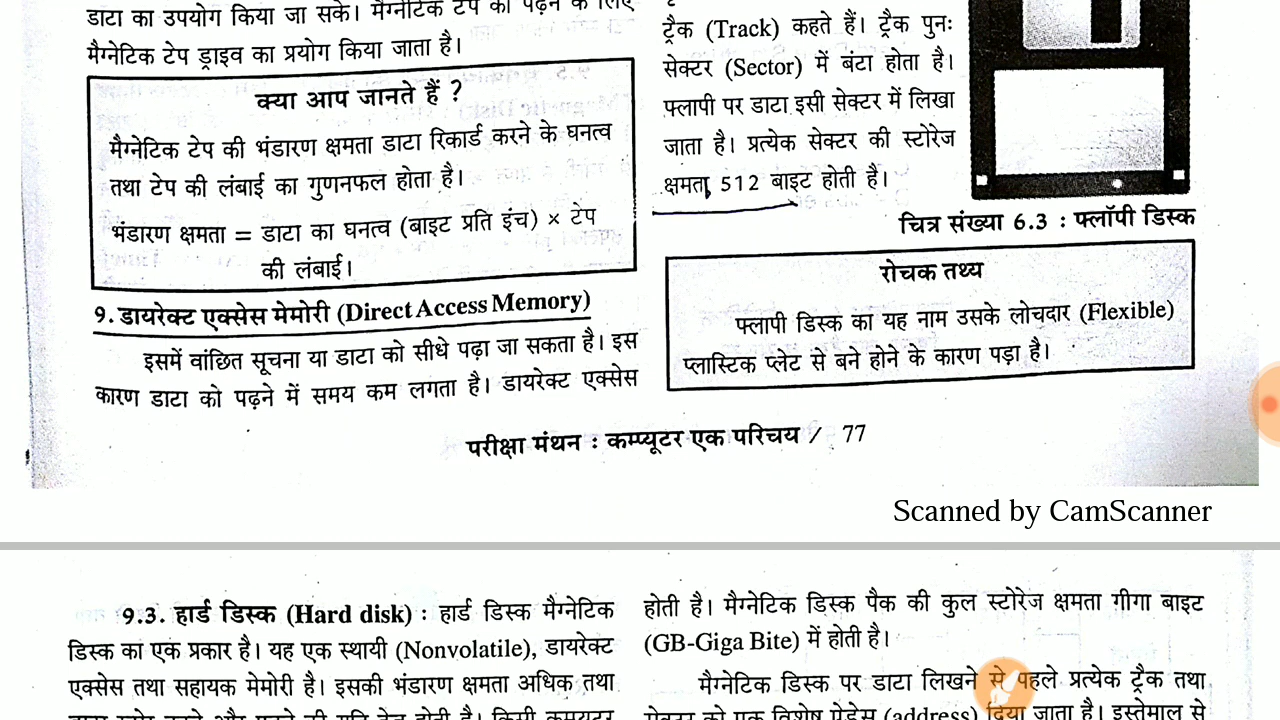 डाटा का उपयोग किया जा सके। मैग्नेटिक टेप को पढ़ने के लिए
मैग्नेटिक टेप ड्राइव का प्रयोग किया जाता है।
क्या आप जानते हैं ?
मैग्नेटिक टेप की भंडारण क्षमता डाटा रिकार्ड करने के घनत्व
तथा टेप की लंबाई का गुणनफल होता है।
भंडारण क्षमता = डाटा का घनत्व (बाइट प्रति इंच) × टेप
की लंबाई।
9. डायरेक्ट एक्सेस मेमोरी (Direct Access Memory)
इसमें वांछित सूचना या डाटा को सीधे पढ़ा जा सकता है। इस
कारण डाटा को पढ़ने में समय कम लगता है। डायरेक्ट एक्सेस
ट्रैक (Track) कहते हैं। ट्रैक पुनः
सेक्टर (Sector) में बंटा होता है।
फ्लापी पर डाटा इसी सेक्टर में लिखा
जाता है। प्रत्येक सेक्टर की स्टोरेज
क्षमता 512 बाइट होती है।
चित्र संख्या 6.3 : फ्लॉपी डिस्क
रोचक तथ्य
फ्लापी डिस्क का यह नाम उसके लोचदार (Flexible)
प्लास्टिक प्लेट से बने होने के कारण पड़ा है।
परीक्षा मंथन : कम्प्यूटर एक परिचय / 77
Scanned by CamScanner
9.3. हार्ड डिस्क (Hard disk) : हार्ड डिस्क मैग्नेटिक
डिस्क का एक प्रकार है। यह एक स्थायी (Nonvolatile), डायरेक्ट
एक्सेस तथा सहायक मेमोरी है। इसकी भंडारण क्षमता अधिक तथा
होती है। मैग्नेटिक डिस्क पैक की कुल स्टोरेज क्षमता गीगा बाइट
(GB-Giga Bite) में होती है।
मैग्नेटिक डिस्क पर डाटा लिखने से पहले प्रत्येक ट्रैक तथा
सेक्टर को एक विशेष ऐड्रेस (address) दिया जाता है। इस्तेमाल से